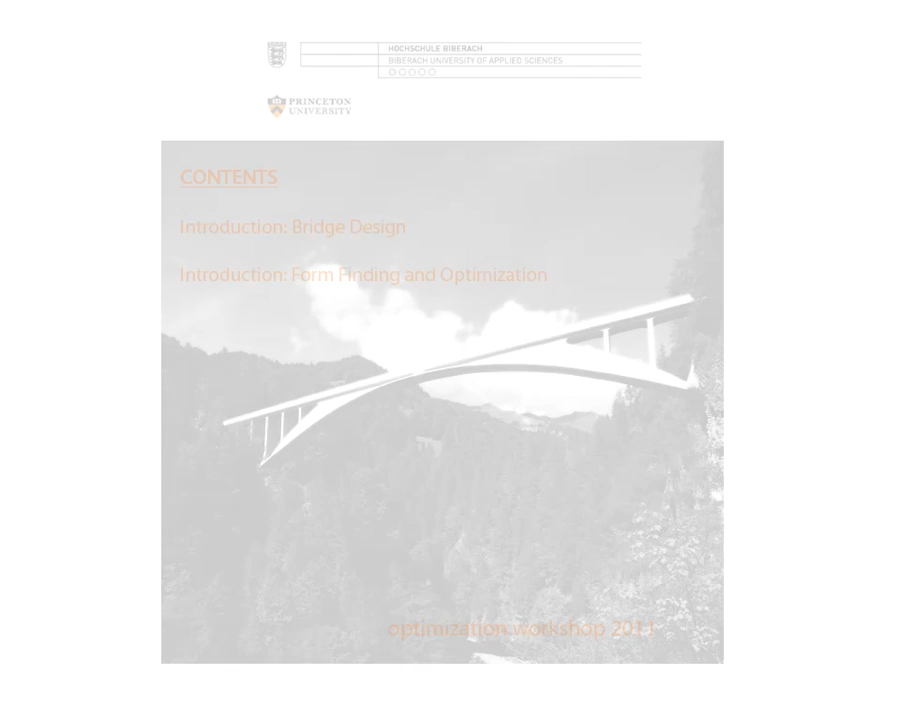 HOCHSCHULE BIBERACH
BIBERACH UNIVERSITY OF APPLIED SCIENCES
PRINCETON
UNIVERSITY
CONTENTS
Introduction: Bridge Design
Introduction: Form Finding and Optimization
optimization workshop 2011